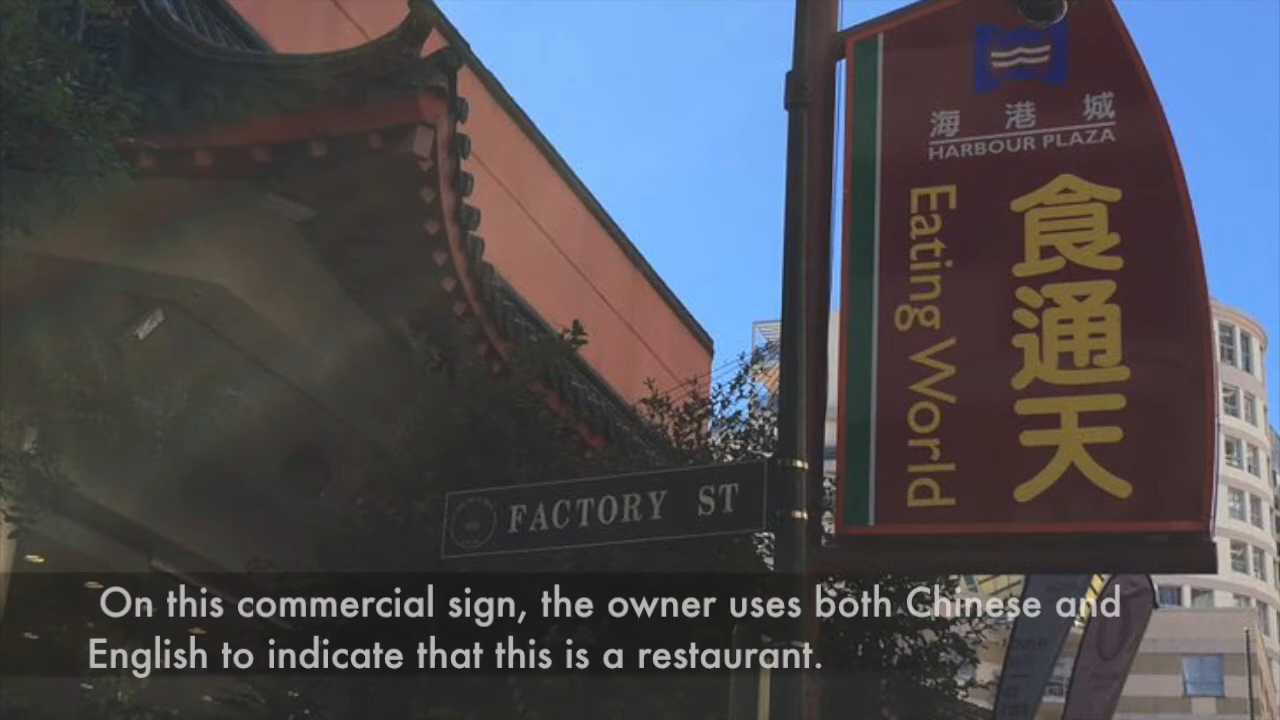 海港城
HARBOUR PLAZA
食通天
Eating World
FACTORY ST
On this commercial sign, the owner uses both Chinese and
English to indicate that this is a restaurant.